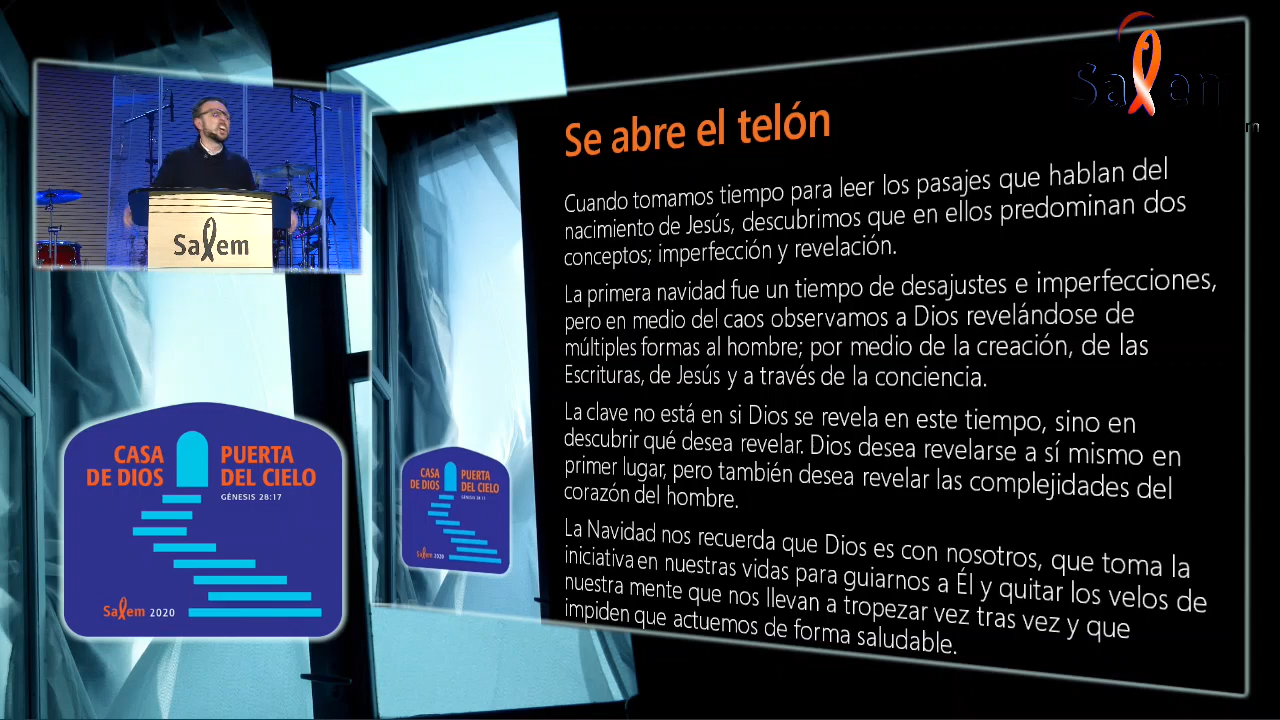 Salem
Salem
Se abre el telón
Cuando tomamos tiempo para leer los pasajes que hablan del
nacimiento de Jesús, descubrimos que en ellos predominan dos
conceptos; imperfección y revelación.
La primera navidad fue un tiempo de desajustes e imperfecciones,
pero en medio del caos observamos a Dios revelándose de
múltiples formas al hombre; por medio de la creación, de las
Escrituras, de Jesús y a través de la conciencia.
La clave no está en si Dios se revela en este tiempo, sino en
descubrir qué desea revelar. Dios desea revelarse a sí mismo en
primer lugar, pero también desea revelar las complejidades del
corazón del hombre.
La Navidad nos recuerda que Dios es con nosotros, que toma la
iniciativa en nuestras vidas para guiarnos a Él y quitar los velos de
nuestra mente que nos llevan a tropezar vez tras vez y que
impiden que actuemos de forma saludable.
CASA
DE DIOS
PUERTA
DEL CIELO
GÉNESIS 28:17
Salem 2020
CASA
DE DIOS
PUERTA
DEL CIELO
GÉNESIS 28:17
Salem 2020